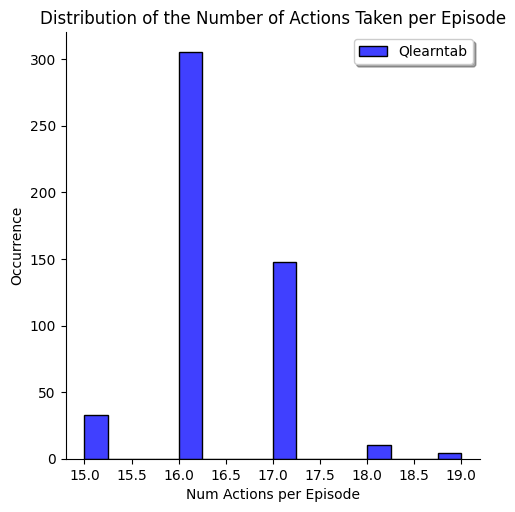 Distribution of the Number of Actions Taken per Episode
Qlearntab
Occurrence
300
250
200
150
100
50
0
15.0 15.5 16.0 16.5 17.0 17.5 18.0 18.5 19.0
Num Actions per Episode